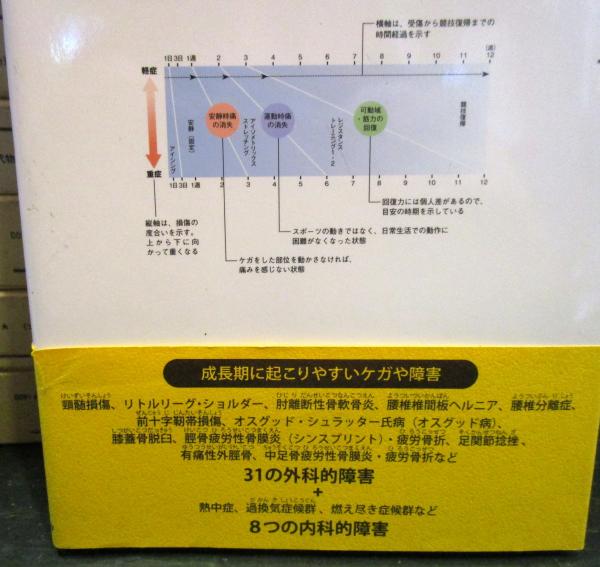 横軸は、受傷から競技復帰までの
時間経過を示す
（週）
1日 3日 1週 2 3 4 5 6 7 8 9 10 11 12
軽症
重症
アイシング
安静（固定）
安静時痛
の消失
アイソメトリックス
ストレッチング
運動時痛
の消失
レジスタンス
トレーニング1・2
可動域
・筋力の
回復
競技復帰
1日 3日 1週 2 3 4 5 6 7 8 9 10 11 12
回復力には個人差があるので、
目安の時期を示している
縦軸は、損傷の
度合いを示す。
上から下に向
かって重くなる
スポーツの動きではなく、日常生活での動作に
困難がなくなった状態
ケガをした部位を動かさなければ、
痛みを感じない状態
成長期に起こりやすいケガや障害
頸髄損傷、リトルリーグ・ショルダー、肘離断性骨軟骨炎、腰椎椎間板ヘルニア、腰椎分離症、
前十字靭帯損傷、オスグッド・シュラッター氏病（オスグッド病）、
膝蓋骨脱臼、脛骨疲労性骨膜炎（シンスプリント）・疲労骨折、足関節捻挫、
有痛性外脛骨、中足骨疲労性骨膜炎・疲労骨折など
31の外科的障害
+
熱中症、過換気症候群、燃え尽き症候群など
8つの内科的障害